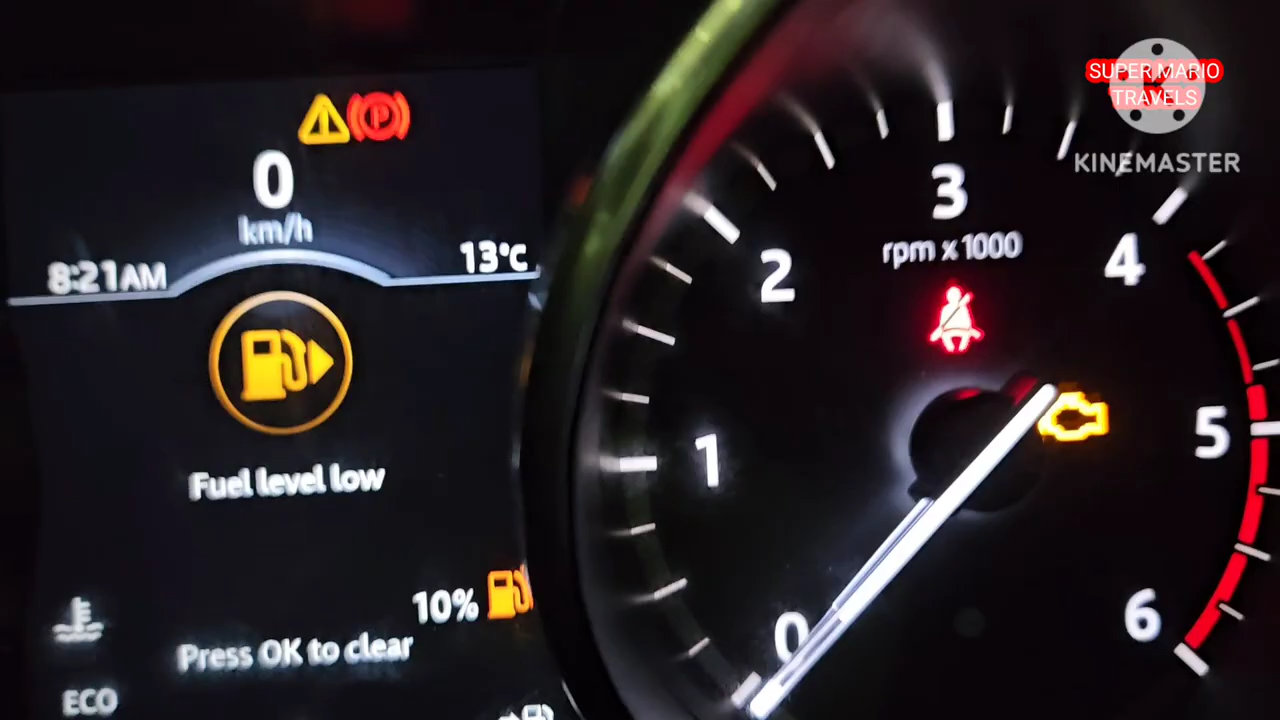 SUPER MARIO
TRAVELS
KINEMASTER
P
0
km/h
8:21AM
13°C
Fuel level low
10%
Press OK to clear
ECO
3
rpm x 1000
2
4
1
5
0
6